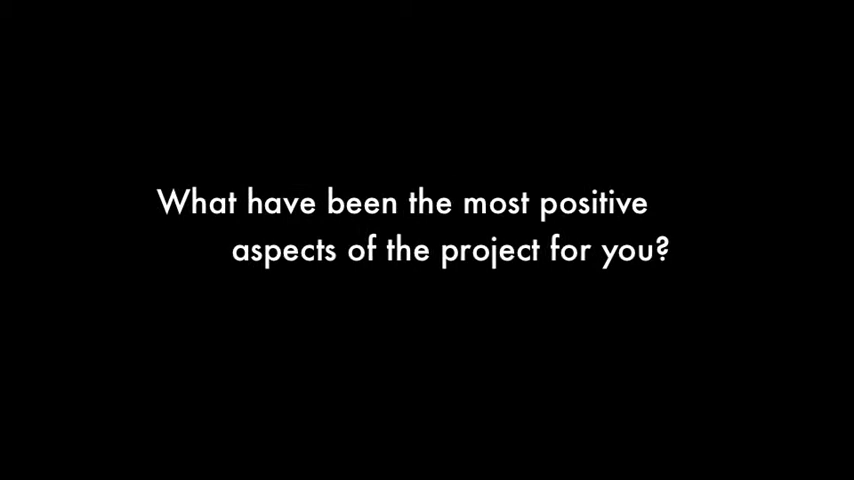 What have been the most positive
aspects of the project for you?